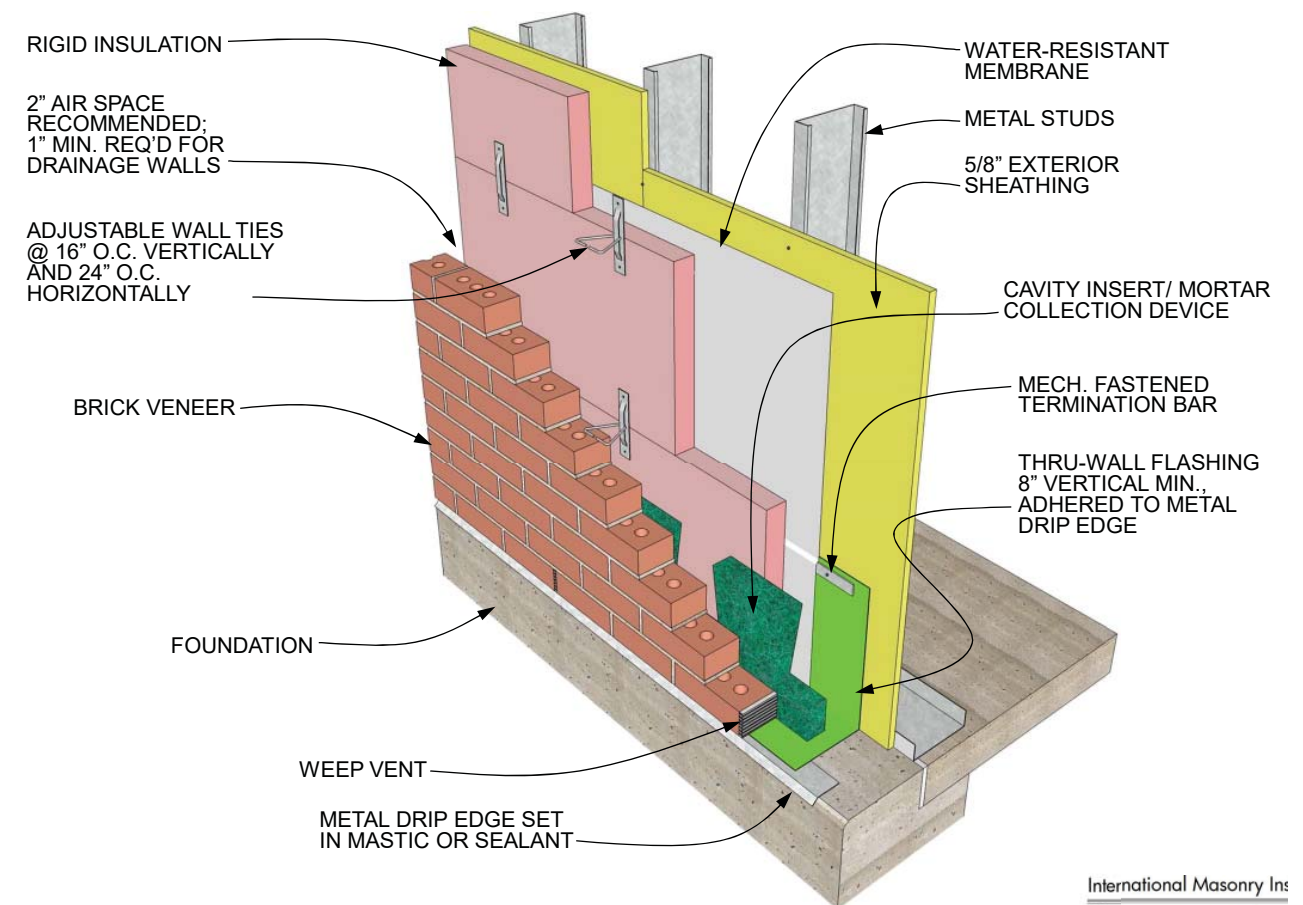 RIGID INSULATION
2” AIR SPACE
RECOMMENDED;
1” MIN. REQ’D FOR
DRAINAGE WALLS
ADJUSTABLE WALL TIES
@ 16” O.C. VERTICALLY
AND 24” O.C.
HORIZONTALLY
BRICK VENEER
FOUNDATION
WEEP VENT
METAL DRIP EDGE SET
IN MASTIC OR SEALANT
WATER-RESISTANT
MEMBRANE
METAL STUDS
5/8” EXTERIOR
SHEATHING
CAVITY INSERT/ MORTAR
COLLECTION DEVICE
MECH. FASTENED
TERMINATION BAR
THRU-WALL FLASHING
8” VERTICAL MIN.,
ADHERED TO METAL
DRIP EDGE
International Masonry Ins